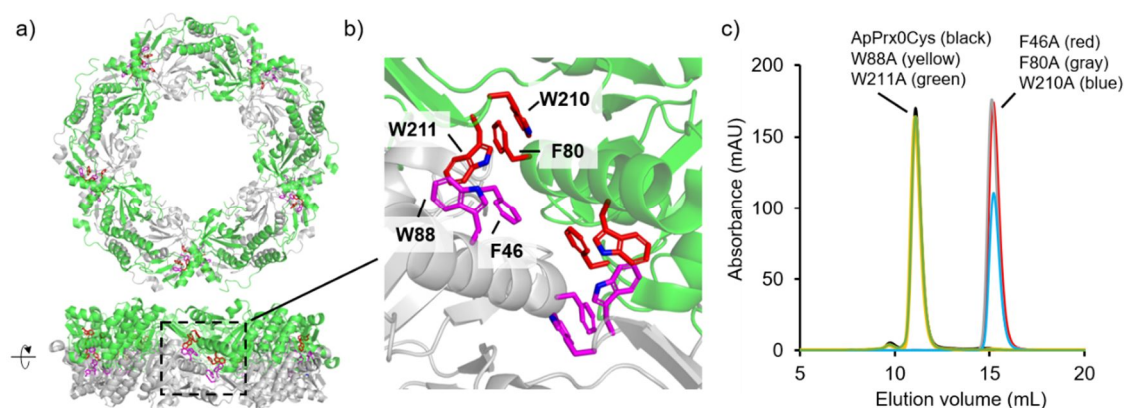 a)
b)
W210
W211
F80
W88
F46
c)
ApPrx0Cys (black)
W88A (yellow)
W211A (green)
F46A (red)
F80A (gray)
W210A (blue)
200
150
100
50
0
Absorbance (mAU)
5
10
15
20
Elution volume (mL)